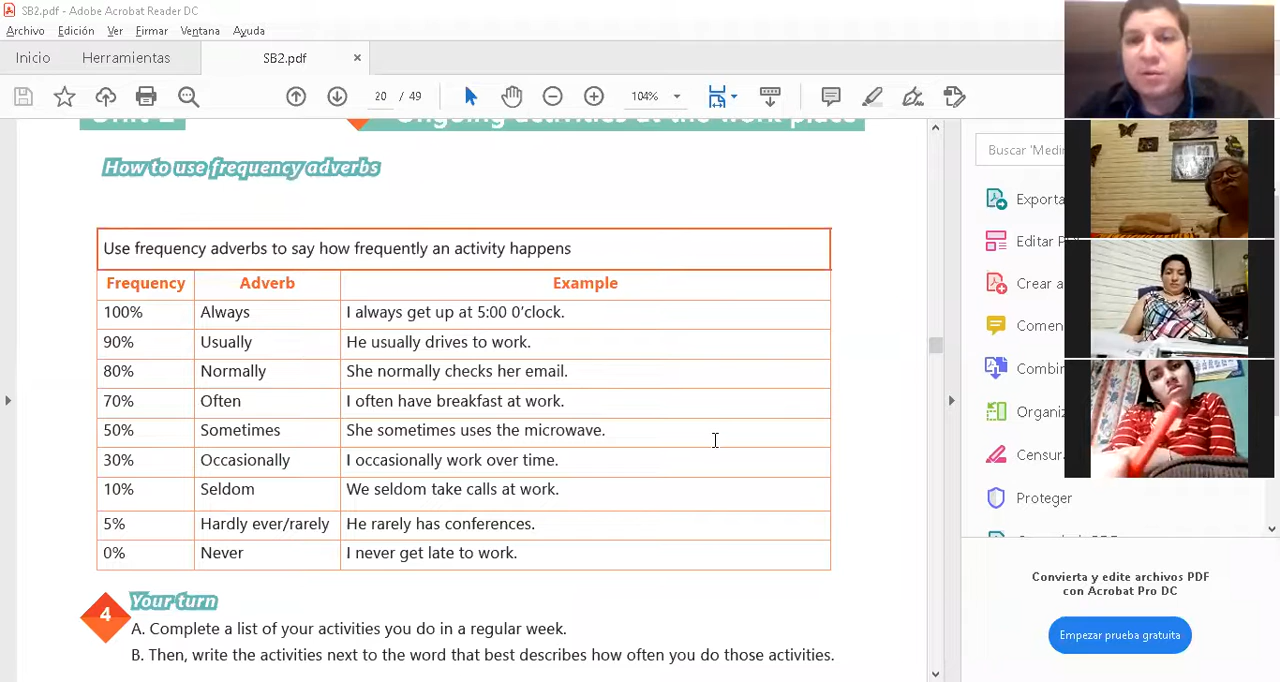 SB2.pdf - Adobe Acrobat Reader DC
Archivo Edición Ver Firmar Ventana Ayuda
Inicio Herramientas SB2.pdf ×
20 / 49 104%
Ongoing activities at the work place
How to use frequency adverbs
Use frequency adverbs to say how frequently an activity happens
Frequency Adverb Example
100% Always I always get up at 5:00 0'clock.
90% Usually He usually drives to work.
80% Normally She normally checks her email.
70% Often I often have breakfast at work.
50% Sometimes She sometimes uses the microwave.
30% Occasionally I occasionally work over time.
10% Seldom We seldom take calls at work.
5% Hardly ever/rarely He rarely has conferences.
0% Never I never get late to work.
4 Your turn
A. Complete a list of your activities you do in a regular week.
B. Then, write the activities next to the word that best describes how often you do those activities.
Buscar 'Medi
Exporta
Editar P
Crear a
Comen
Combin
Organiz
Censur
Proteger
Convierta y edite archivos PDF
con Acrobat Pro DC
Empezar prueba gratuita